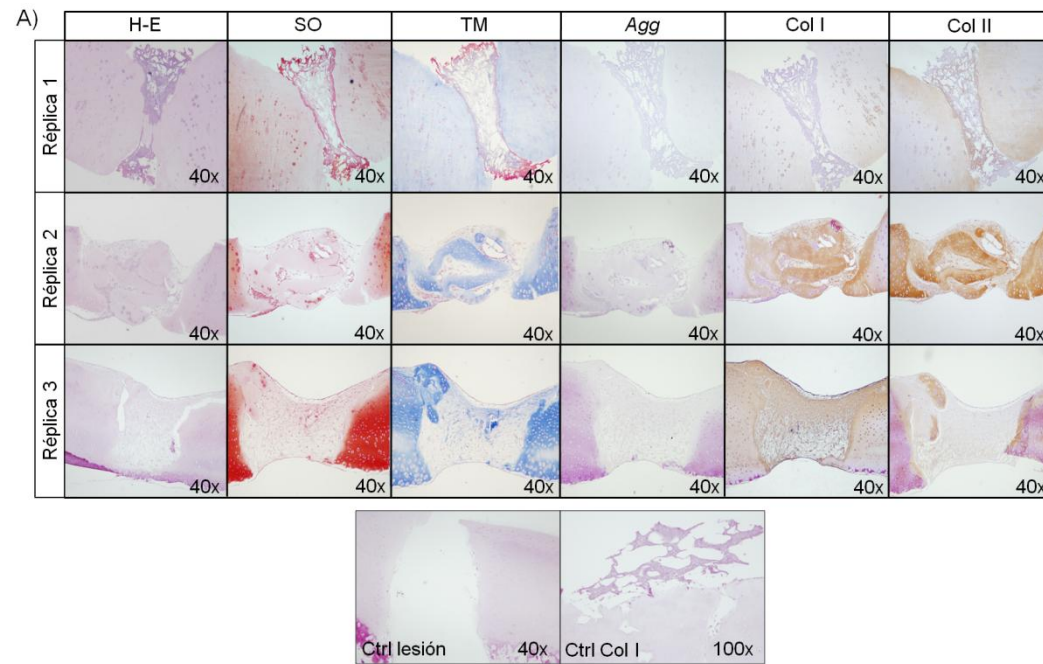 A)
H-E SO TM Agg Col I Col II
Réplica 1
40x 40x 40x 40x 40x 40x
Réplica 2
40x 40x 40x 40x 40x 40x
Réplica 3
40x 40x 40x 40x 40x 40x
Ctrl lesión 40x Ctrl Col I 100x